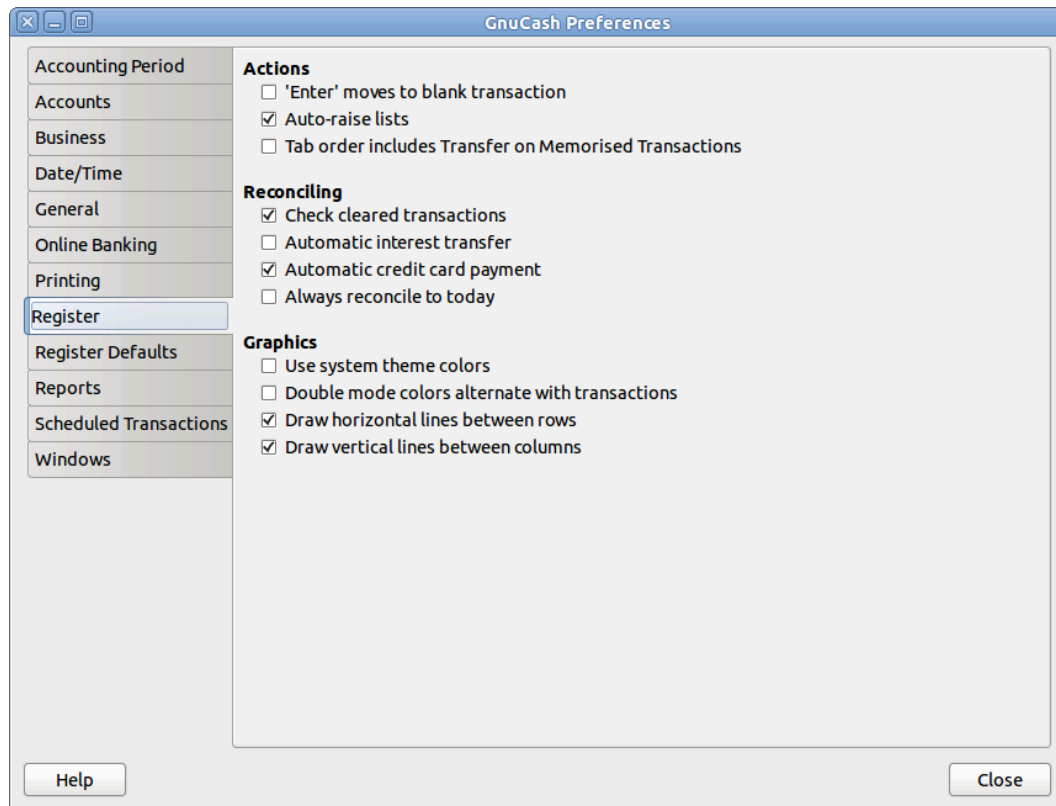 GnuCash Preferences
Accounting Period
Accounts
Business
Date/Time
General
Online Banking
Printing
Register
Register Defaults
Reports
Scheduled Transactions
Windows
Actions
'Enter' moves to blank transaction
Auto-raise lists
Tab order includes Transfer on Memorised Transactions
Reconciling
Check cleared transactions
Automatic interest transfer
Automatic credit card payment
Always reconcile to today
Graphics
Use system theme colors
Double mode colors alternate with transactions
Draw horizontal lines between rows
Draw vertical lines between columns
Help
Close